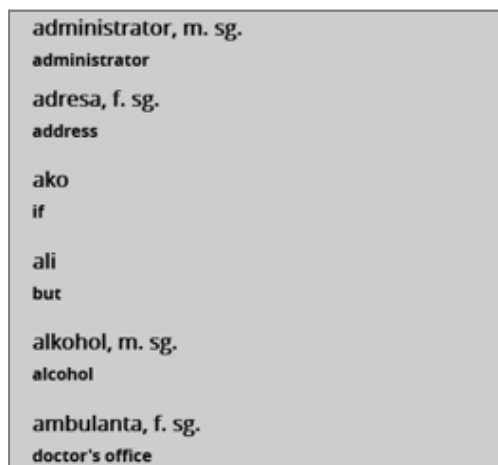 administrator, m. sg.
administrator
adresa, f. sg.
address
ako
if
ali
but
alkohol, m. sg.
alcohol
ambulanta, f. sg.
doctor's office